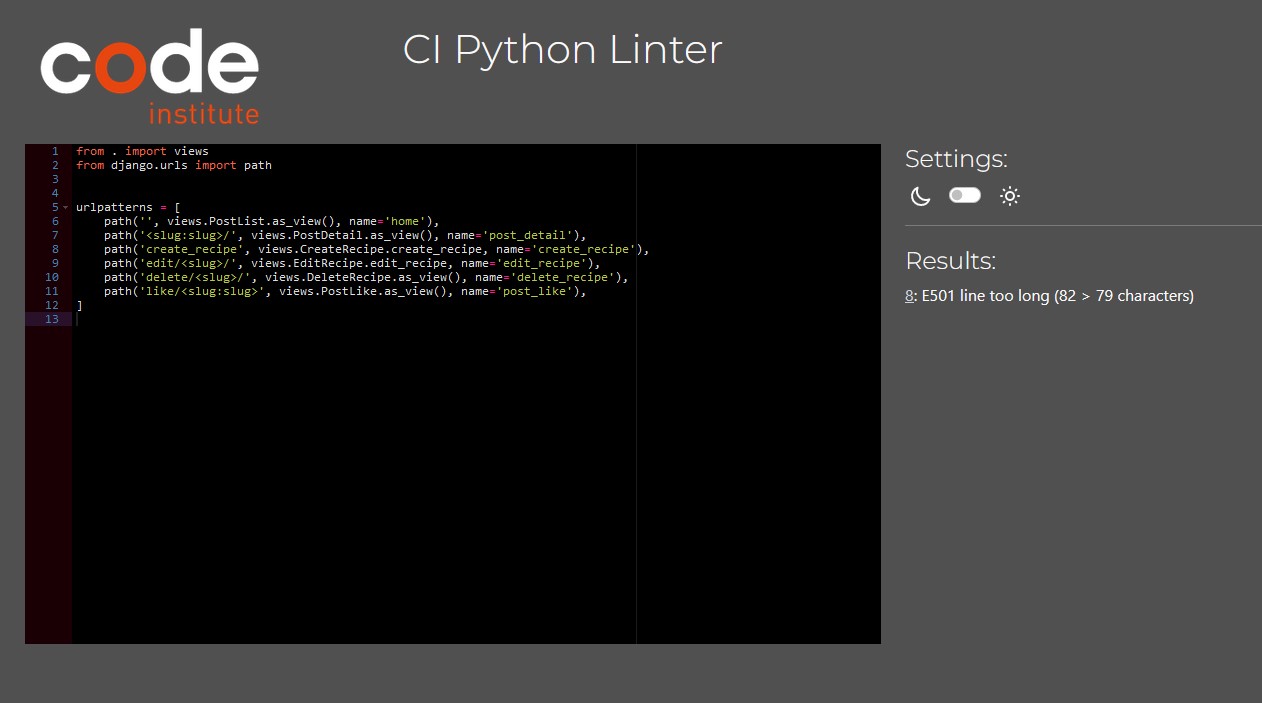 code
institute
CI Python Linter
1 from . import views
2 from django.urls import path
3
4
5 urlpatterns = [
6     path('', views.PostList.as_view(), name='home'),
7     path('<slug:slug>/', views.PostDetail.as_view(), name='post_detail'),
8     path('create_recipe', views.CreateRecipe.create_recipe, name='create_recipe'),
9     path('edit/<slug>/', views.EditRecipe.edit_recipe, name='edit_recipe'),
10     path('delete/<slug>/', views.DeleteRecipe.as_view(), name='delete_recipe'),
11     path('like/<slug:slug>', views.PostLike.as_view(), name='post_like'),
12 ]
13
Settings:
Results:
8: E501 line too long (82 > 79 characters)